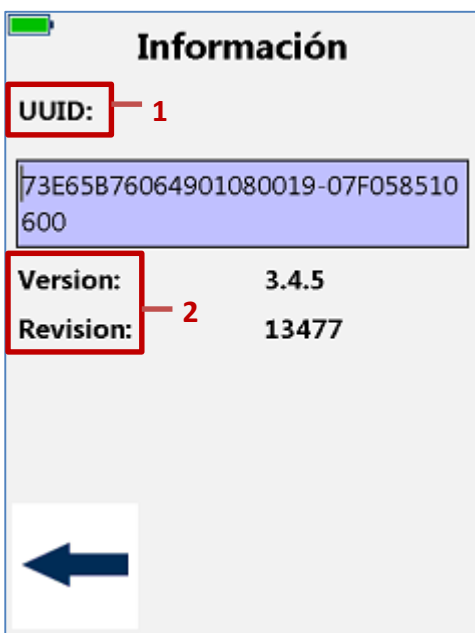 Información
UUID: 1
73E65B76064901080019-07F058510
600
Version: 3.4.5
2
Revision: 13477